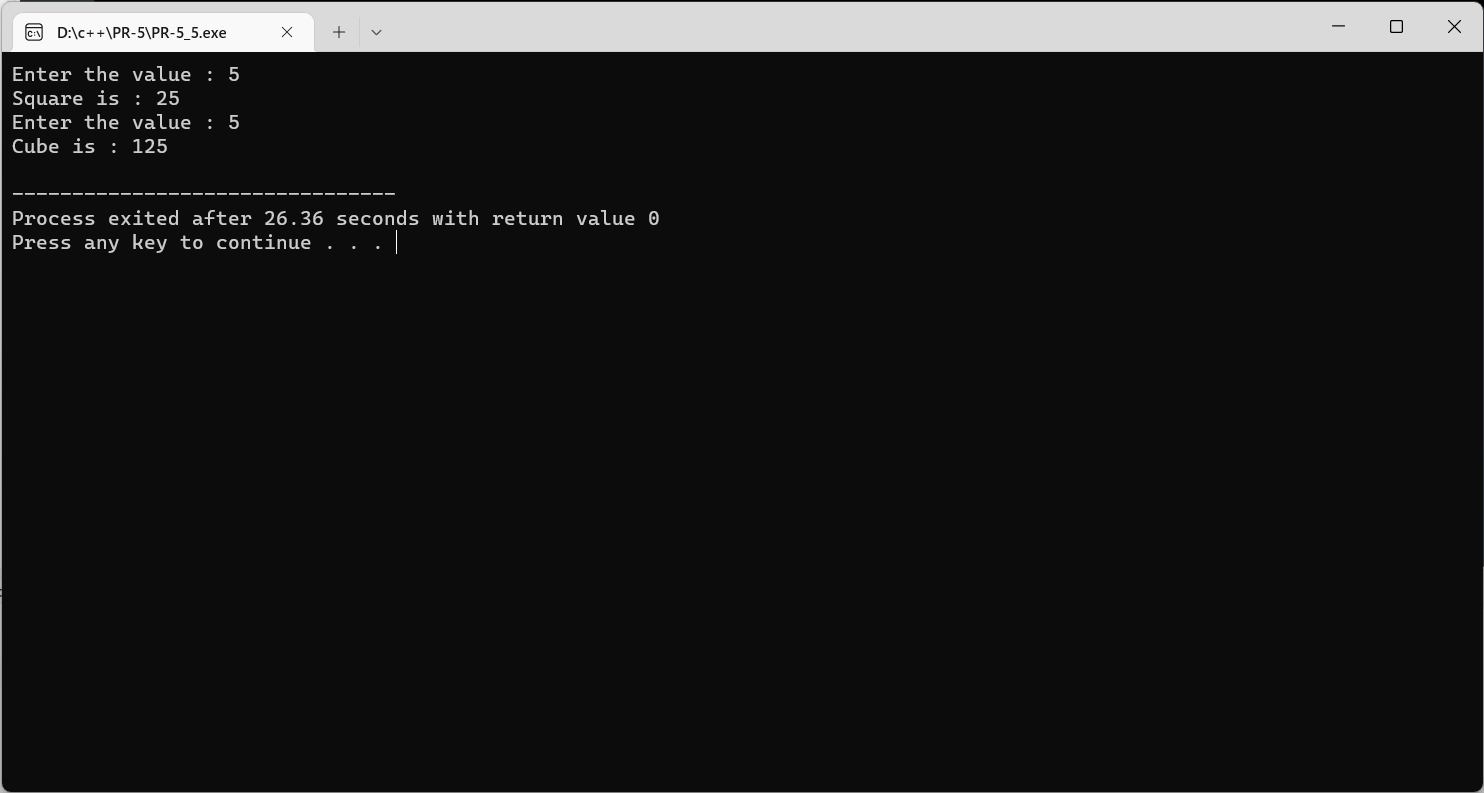 D:\c++\PR-5\PR-5_5.exe
Enter the value : 5
Square is : 25
Enter the value : 5
Cube is : 125
--------------------------------
Process exited after 26.36 seconds with return value 0
Press any key to continue . . .